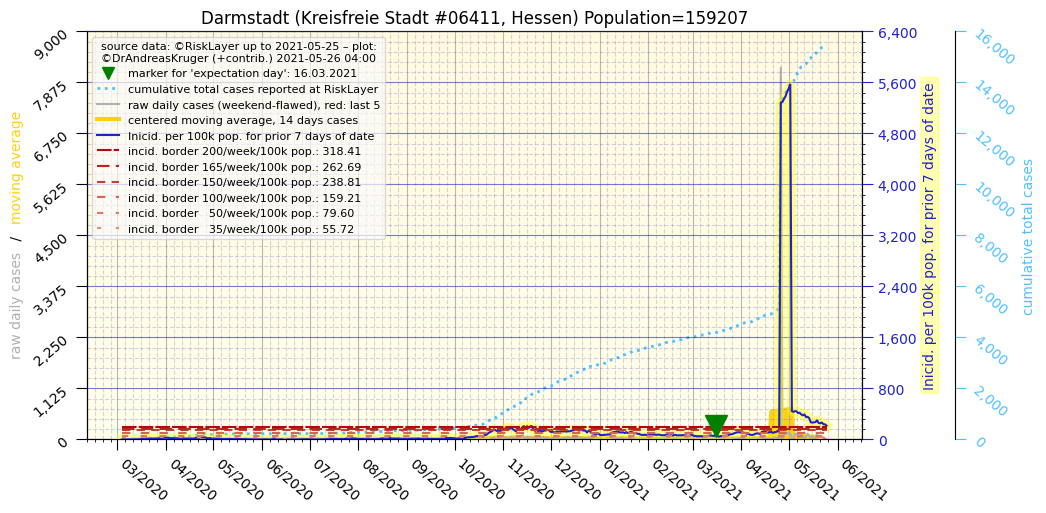 Darmstadt (Kreisfreie Stadt #06411, Hessen) Population=159207
source data: ©RiskLayer up to 2021-05-25 – plot:
©DrAndreasKruger (+contrib.) 2021-05-26 04:00
marker for 'expectation day': 16.03.2021
cumulative total cases reported at RiskLayer
raw daily cases (weekend-flawed), red: last 5
centered moving average, 14 days cases
Inicid. per 100k pop. for prior 7 days of date
incid. border 200/week/100k pop.: 318.41
incid. border 165/week/100k pop.: 262.69
incid. border 150/week/100k pop.: 238.81
incid. border 100/week/100k pop.: 159.21
incid. border   50/week/100k pop.: 79.60
incid. border   35/week/100k pop.: 55.72
raw daily cases / moving average
9,000
7,875
6,750
5,625
4,500
3,375
2,250
1,125
0
03/2020
04/2020
05/2020
06/2020
07/2020
08/2020
09/2020
10/2020
11/2020
12/2020
01/2021
02/2021
03/2021
04/2021
05/2021
06/2021
6,400
5,600
4,800
4,000
3,200
2,400
1,600
800
0
Inicid. per 100k pop. for prior 7 days of date
16,000
14,000
12,000
10,000
8,000
6,000
4,000
2,000
0
cumulative total cases